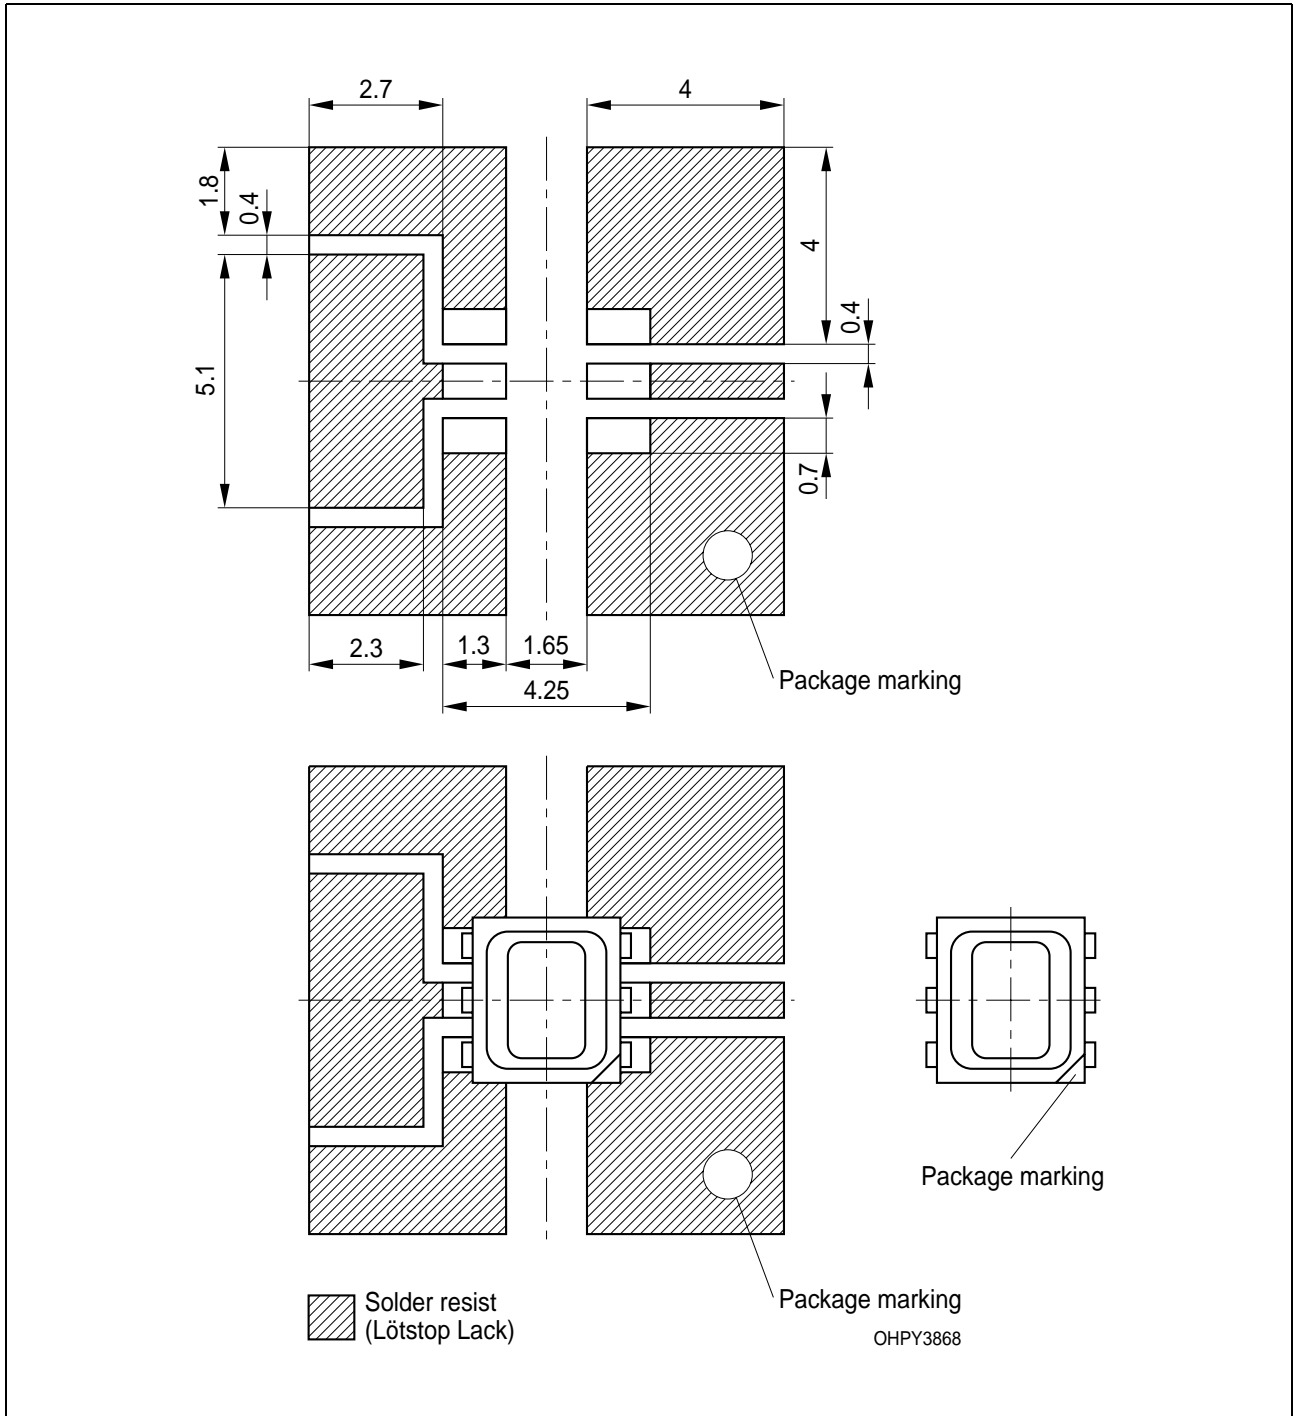 2.7
4
1.8
0.4
4
0.4
5.1
0.7
2.3
1.3
1.65
4.25
Package marking
Package marking
Package marking
Solder resist
(Lötstop Lack)
OHPY3868